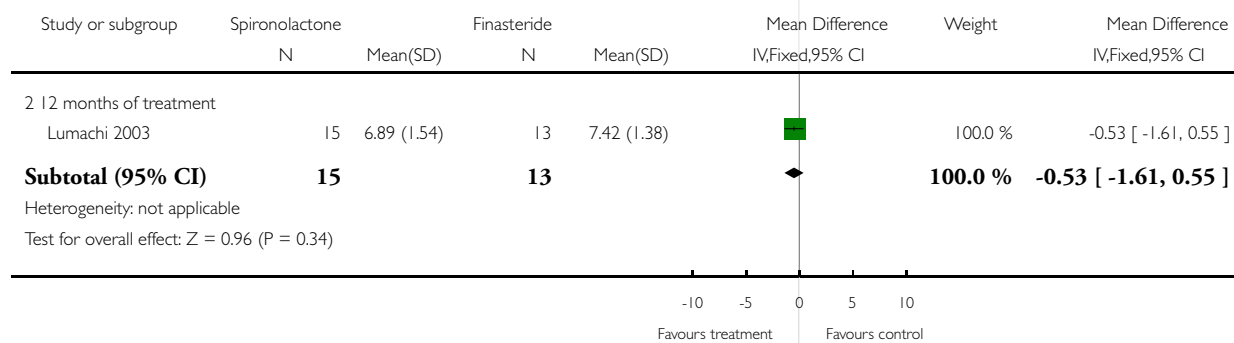 Study or subgroup Spironolactone Finasteride Mean Difference Weight Mean Difference
N Mean(SD) N Mean(SD) IV,Fixed,95% CI IV,Fixed,95% CI
2 12 months of treatment
Lumachi 2003 15 6.89 (1.54) 13 7.42 (1.38) 100.0 % -0.53 [ -1.61, 0.55 ]
Subtotal (95% CI) 15 13 100.0 % -0.53 [ -1.61, 0.55 ]
Heterogeneity: not applicable
Test for overall effect: Z = 0.96 (P = 0.34)
-10 -5 0 5 10
Favours treatment Favours control